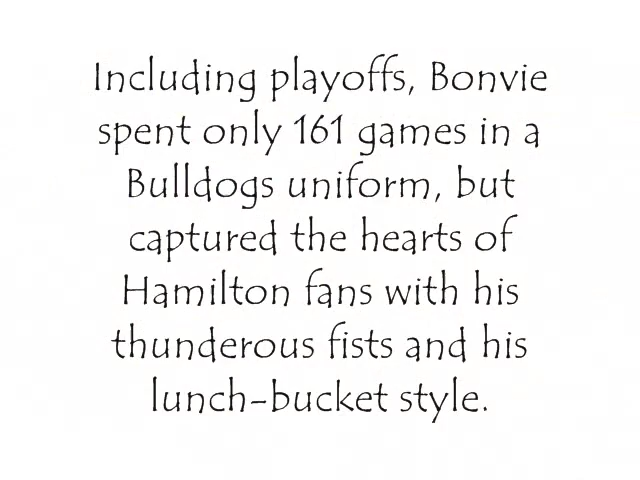 Including playoffs, Bonvie
spent only 161 games in a
Bulldogs uniform, but
captured the hearts of
Hamilton fans with his
thunderous fists and his
lunch-bucket style.